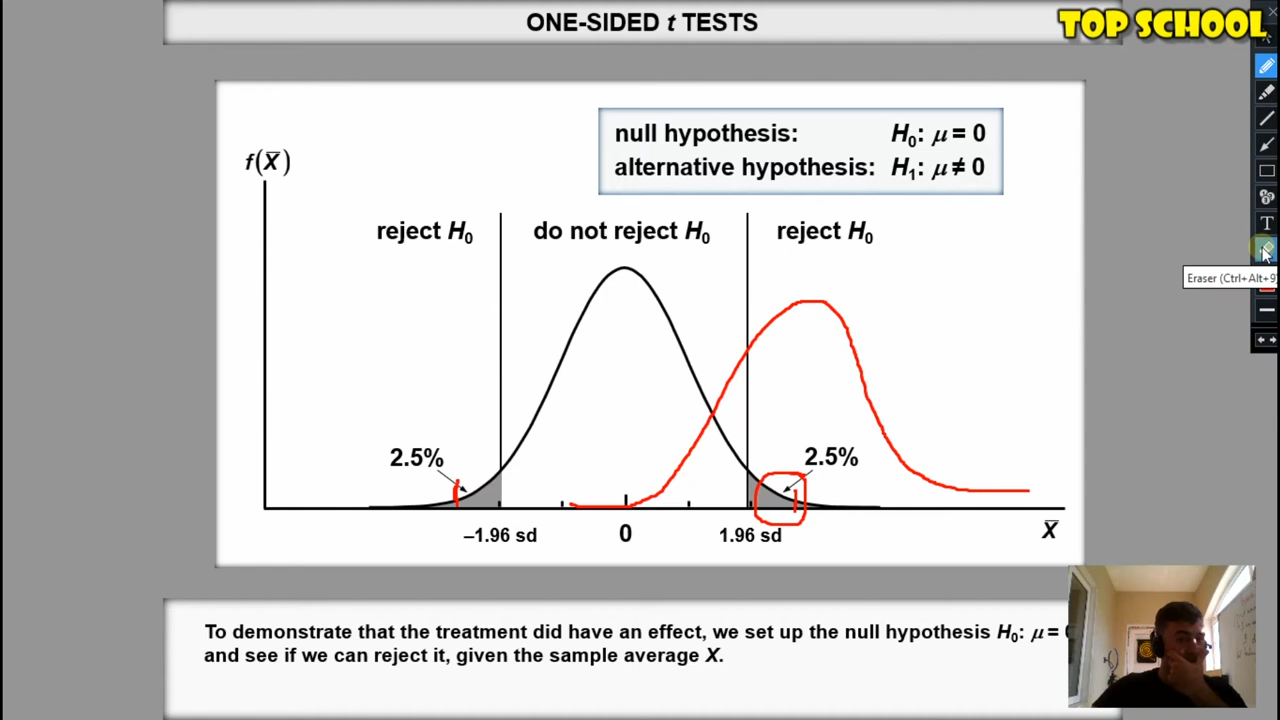 ONE-SIDED t TESTS
TOP SCHOOL
null hypothesis: H₀: μ = 0
alternative hypothesis: H₁: μ ≠ 0
f(X̅)
reject H₀ do not reject H₀ reject H₀
2.5% 2.5%
–1.96 sd 0 1.96 sd X̅
Eraser (Ctrl+Alt+9
To demonstrate that the treatment did have an effect, we set up the null hypothesis H₀: μ =
and see if we can reject it, given the sample average X.